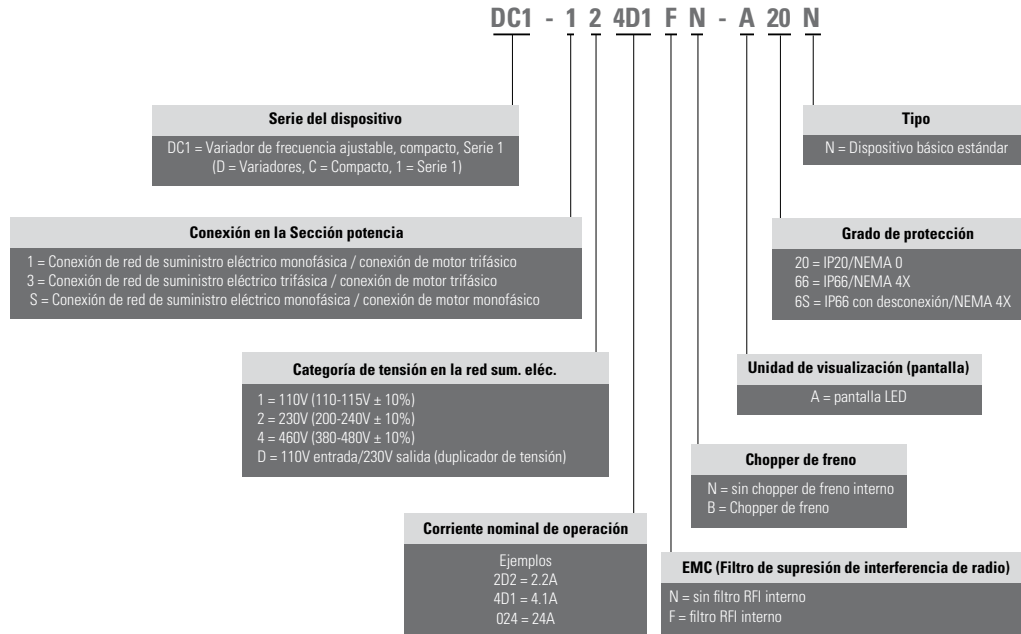 DC1 - 1 2 4D1 F N - A 20 N
Serie del dispositivo
DC1 = Variador de frecuencia ajustable, compacto, Serie 1
(D = Variadores, C = Compacto, 1 = Serie 1)
Tipo
N = Dispositivo básico estándar
Conexión en la Sección potencia
1 = Conexión de red de suministro eléctrico monofásica / conexión de motor trifásico
3 = Conexión de red de suministro eléctrico trifásica / conexión de motor trifásico
S = Conexión de red de suministro eléctrico monofásica / conexión de motor monofásico
Grado de protección
20 = IP20/NEMA 0
66 = IP66/NEMA 4X
6S = IP66 con desconexión/NEMA 4X
Categoría de tensión en la red sum. eléc.
1 = 110V (110-115V ± 10%)
2 = 230V (200-240V ± 10%)
4 = 460V (380-480V ± 10%)
D = 110V entrada/230V salida (duplicador de tensión)
Unidad de visualización (pantalla)
A = pantalla LED
Chopper de freno
N = sin chopper de freno interno
B = Chopper de freno
Corriente nominal de operación
Ejemplos
2D2 = 2.2A
4D1 = 4.1A
024 = 24A
EMC (Filtro de supresión de interferencia de radio)
N = sin filtro RFI interno
F = filtro RFI interno